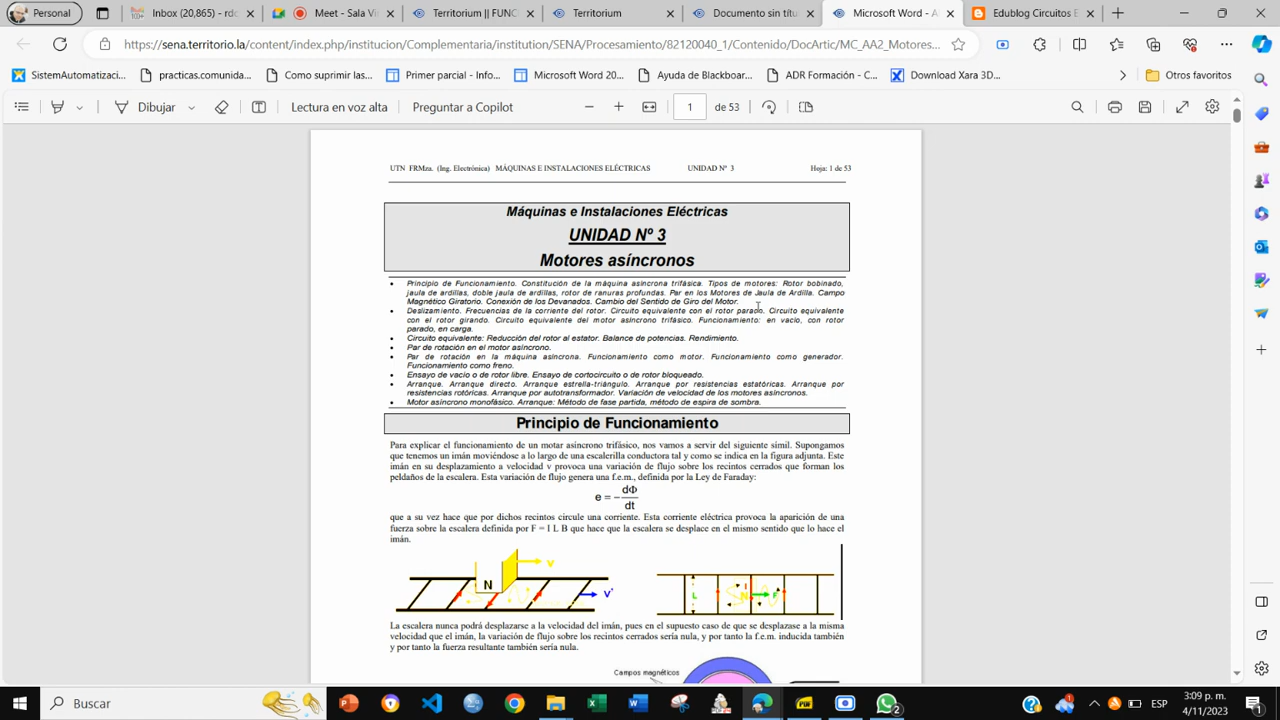 Personal
Inbox (20,865) - rdc
Meet - Sala Vi
Territorium || FUNC
Territorium
Documento sin tít
Microsoft Word - A
Edublog Circuitos E
https://sena.territorio.la/content/index.php/institucion/Complementaria/institution/SENA/Procesamiento/82120040_1/Contenido/DocArtic/MC_AA2_Motores...
SistemAutomatizaci...
practicas.comunida...
Como suprimir las...
Primer parcial - Info...
Microsoft Word 20...
Ayuda de Blackboar...
ADR Formación - C...
Download Xara 3D...
Otros favoritos
Dibujar
Lectura en voz alta
Preguntar a Copilot
1
de 53
UTN FRMza. (Ing. Electrónica) MÁQUINAS E INSTALACIONES ELÉCTRICAS UNIDAD Nº 3 Hoja: 1 de 53
Máquinas e Instalaciones Eléctricas
UNIDAD Nº 3
Motores asíncronos
• Principio de Funcionamiento. Constitución de la máquina asíncrona trifásica. Tipos de motores: Rotor bobinado,
jaula de ardillas, doble jaula de ardillas, rotor de ranuras profundas. Par en los Motores de Jaula de Ardilla. Campo
Magnético Giratorio. Conexión de los Devanados. Cambio del Sentido de Giro del Motor.
• Deslizamiento. Frecuencias de la corriente del rotor. Circuito equivalente con el rotor parado. Circuito equivalente
con el rotor girando. Circuito equivalente del motor asíncrono trifásico. Funcionamiento: en vacío, con rotor
parado, en carga.
• Circuito equivalente: Reducción del rotor al estator. Balance de potencias. Rendimiento.
• Par de rotación en el motor asíncrono.
• Par de rotación en la máquina asíncrona. Funcionamiento como motor. Funcionamiento como generador.
Funcionamiento como freno.
• Ensayo de vacío o de rotor libre. Ensayo de cortocircuito o de rotor bloqueado.
• Arranque. Arranque directo. Arranque estrella-triángulo. Arranque por resistencias estatóricas. Arranque por
resistencias rotóricas. Arranque por autotransformador. Variación de velocidad de los motores asíncronos.
• Motor asíncrono monofásico. Arranque: Método de fase partida, método de espira de sombra.
Principio de Funcionamiento
Para explicar el funcionamiento de un motar asíncrono trifásico, nos vamos a servir del siguiente símil. Supongamos
que tenemos un imán moviéndose a lo largo de una escalerilla conductora tal y como se indica en la figura adjunta. Este
imán en su desplazamiento a velocidad v provoca una variación de flujo sobre los recintos cerrados que forman los
peldaños de la escalera. Esta variación de flujo genera una f.e.m., definida por la Ley de Faraday:
e = - dΦ/dt
que a su vez hace que por dichos recintos circule una corriente. Esta corriente eléctrica provoca la aparición de una
fuerza sobre la escalera definida por F = I L B que hace que la escalera se desplace en el mismo sentido que lo hace el
imán.
N
V
V'
L
I
N
F
La escalera nunca podrá desplazarse a la velocidad del imán, pues en el supuesto caso de que se desplazase a la misma
velocidad que el imán, la variación de flujo sobre los recintos cerrados sería nula, y por tanto la f.e.m. inducida también
y por tanto la fuerza resultante también sería nula.
Campos magnéticos
Buscar
2
ESP
3:09 p. m.
4/11/2023